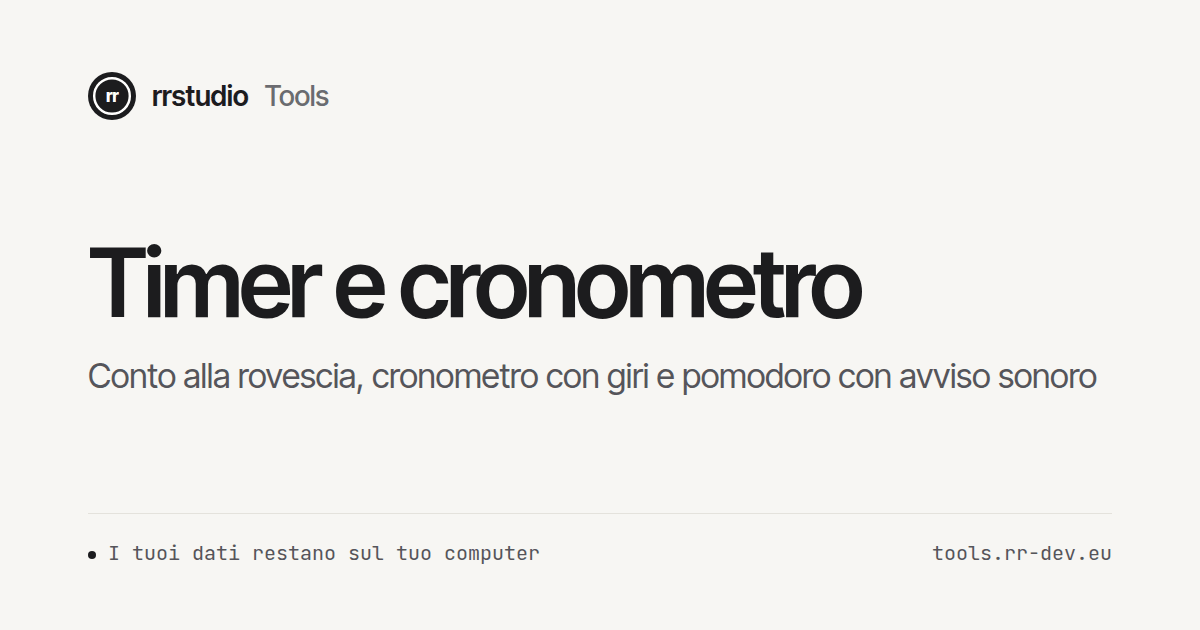 rr rrstudio Tools
Timer e cronometro
Conto alla rovescia, cronometro con giri e pomodoro con avviso sonoro
I tuoi dati restano sul tuo computer
tools.rr-dev.eu